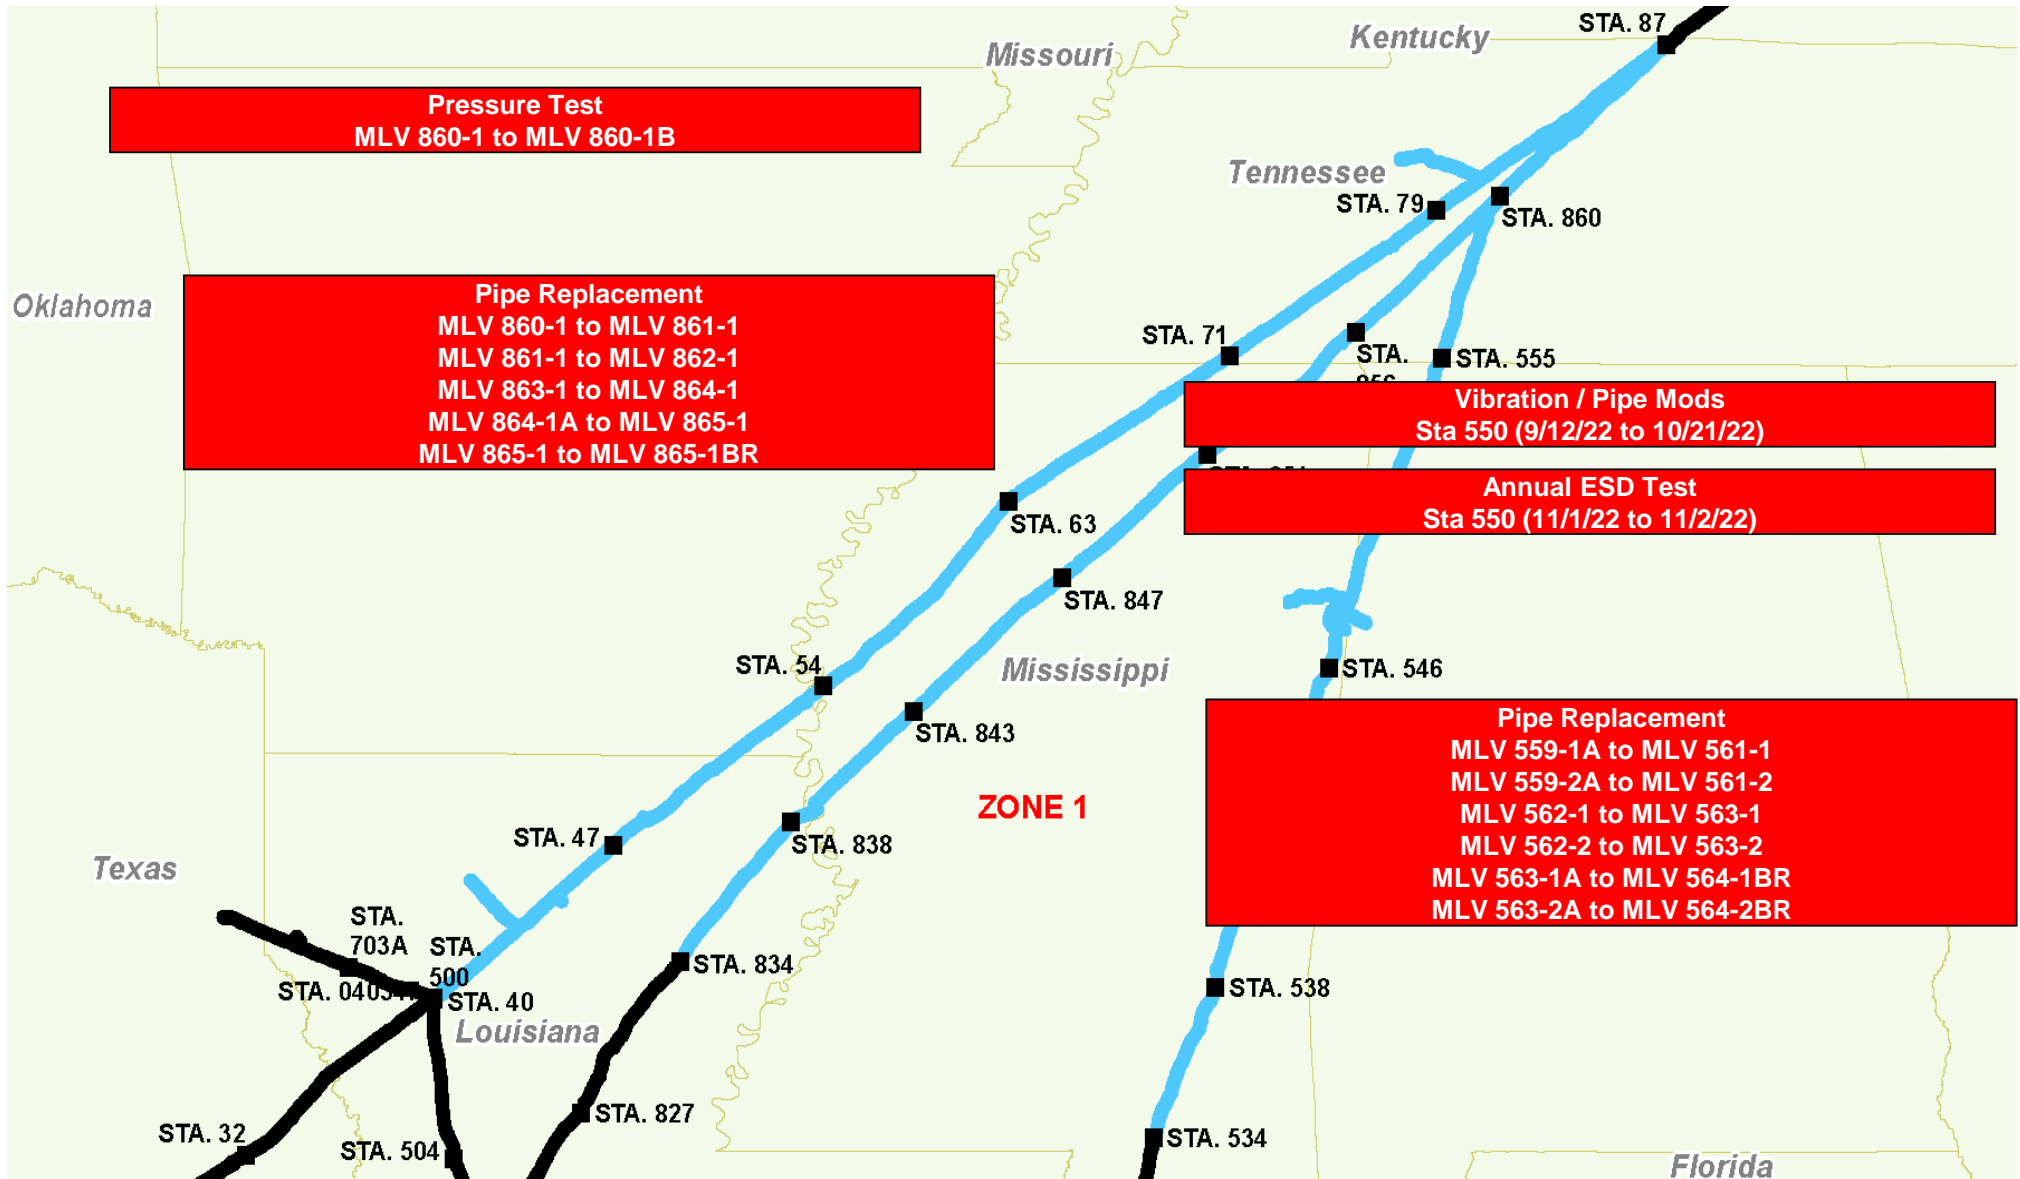 STA. 87
Kentucky
Missouri
Pressure Test
MLV 860-1 to MLV 860-1B
Tennessee
STA. 79
STA. 860
Oklahoma
Pipe Replacement
MLV 860-1 to MLV 861-1
MLV 861-1 to MLV 862-1
MLV 863-1 to MLV 864-1
MLV 864-1A to MLV 865-1
MLV 865-1 to MLV 865-1BR
STA. 71
STA.
STA. 555
Vibration / Pipe Mods
Sta 550 (9/12/22 to 10/21/22)
Annual ESD Test
Sta 550 (11/1/22 to 11/2/22)
STA. 63
STA. 847
STA. 54
Mississippi
STA. 546
STA. 843
Pipe Replacement
MLV 559-1A to MLV 561-1
MLV 559-2A to MLV 561-2
MLV 562-1 to MLV 563-1
MLV 562-2 to MLV 563-2
MLV 563-1A to MLV 564-1BR
MLV 563-2A to MLV 564-2BR
ZONE 1
STA. 47
STA. 838
Texas
STA.
703A
STA.
500
STA. 834
STA.
STA. 40
STA. 538
Louisiana
STA. 827
STA. 32
STA. 504
STA. 534
Florida